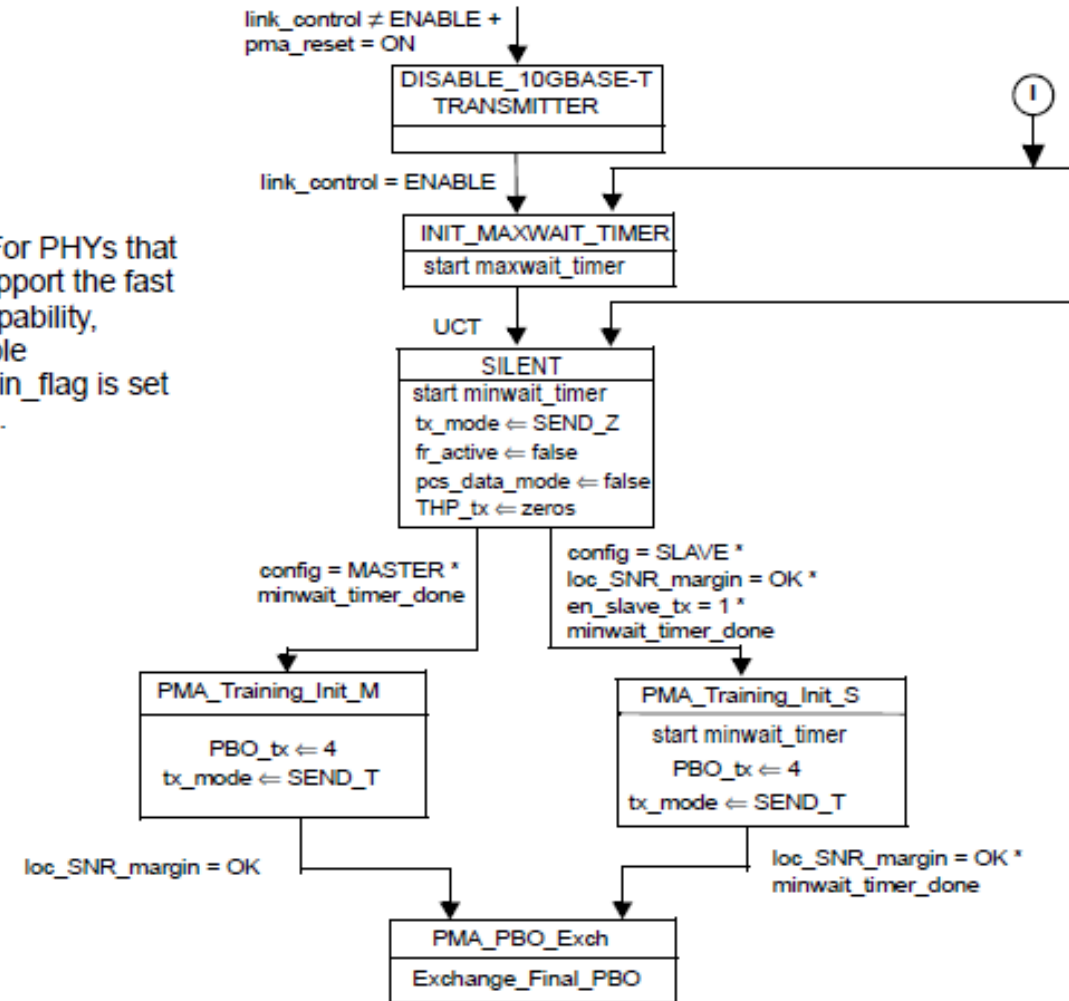 link_control ≠ ENABLE +
pma_reset = ON
DISABLE_10GBASE-T
TRANSMITTER
I
link_control = ENABLE
INIT_MAXWAIT_TIMER
start maxwait_timer
For PHYs that
pport the fast
pability,
ble
in_flag is set
.
UCT
SILENT
start minwait_timer
tx_mode ⇐ SEND_Z
fr_active ⇐ false
pcs_data_mode ⇐ false
THP_tx ⇐ zeros
config = MASTER *
minwait_timer_done
config = SLAVE *
loc_SNR_margin = OK *
en_slave_tx = 1 *
minwait_timer_done
PMA_Training_Init_M
PBO_tx ⇐ 4
tx_mode ⇐ SEND_T
PMA_Training_Init_S
start minwait_timer
PBO_tx ⇐ 4
tx_mode ⇐ SEND_T
loc_SNR_margin = OK
loc_SNR_margin = OK *
minwait_timer_done
PMA_PBO_Exch
Exchange_Final_PBO